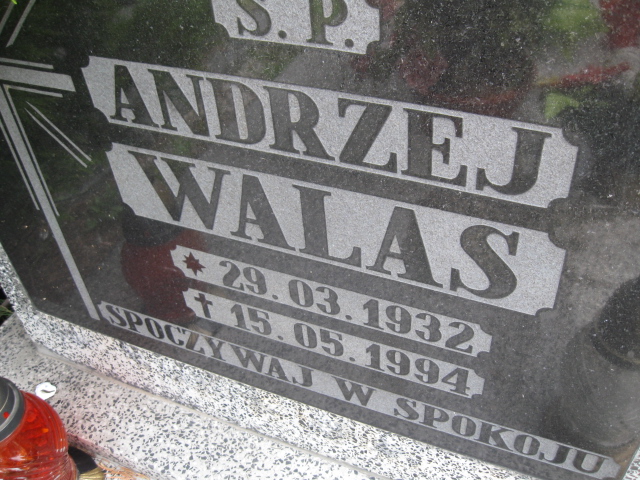 Ś. P.
ANDRZEJ
WALAS
* 29.03.1932
✝ 15.05.1994
SPOCZYWAJ W SPOKOJU